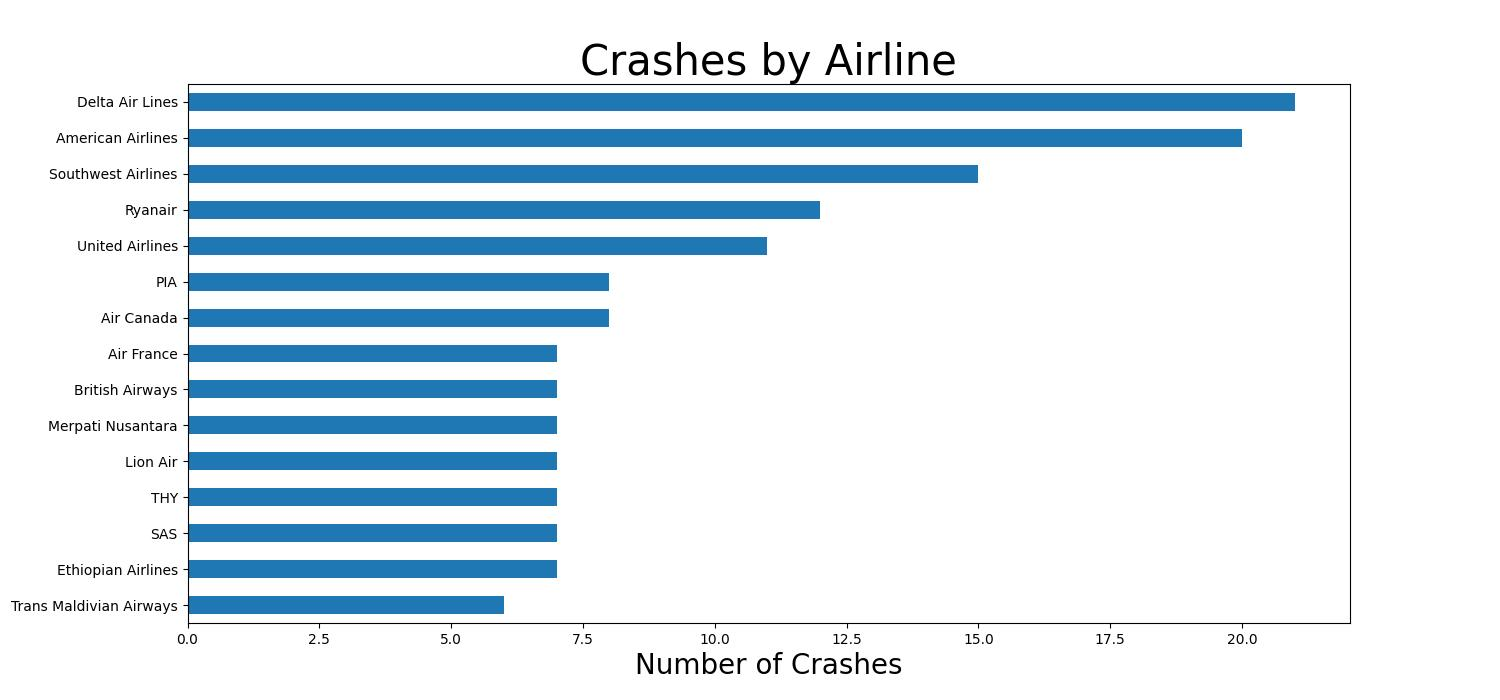 Crashes by Airline
Delta Air Lines
American Airlines
Southwest Airlines
Ryanair
United Airlines
PIA
Air Canada
Air France
British Airways
Merpati Nusantara
Lion Air
THY
SAS
Ethiopian Airlines
Trans Maldivian Airways
0.0 2.5 5.0 7.5 10.0 12.5 15.0 17.5 20.0
Number of Crashes